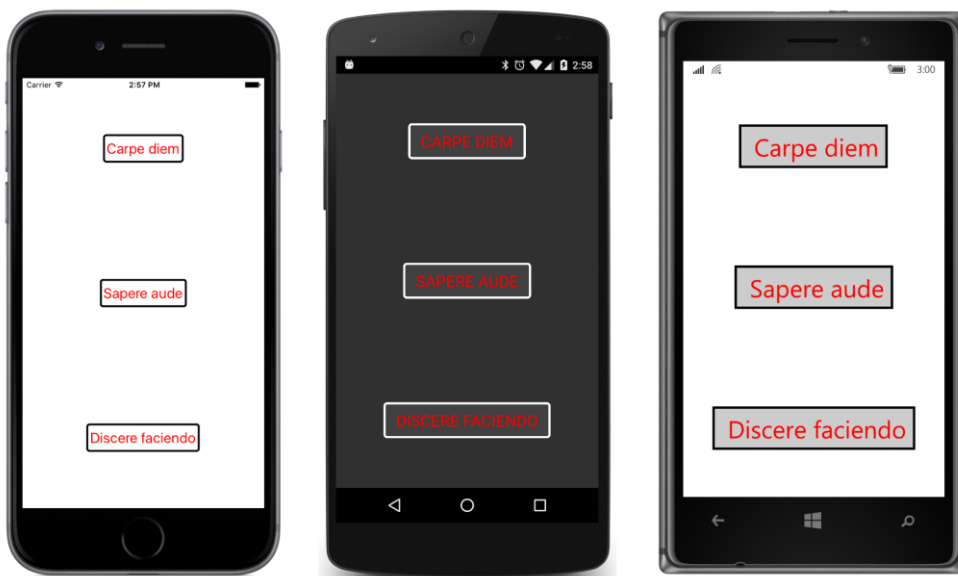 Carrier
2:57 PM
Carpe diem
Sapere aude
Discere faciendo
2:58
CARPE DIEM
SAPERE AUDE
DISCERE FACIENDO
3:00
Carpe diem
Sapere aude
Discere faciendo